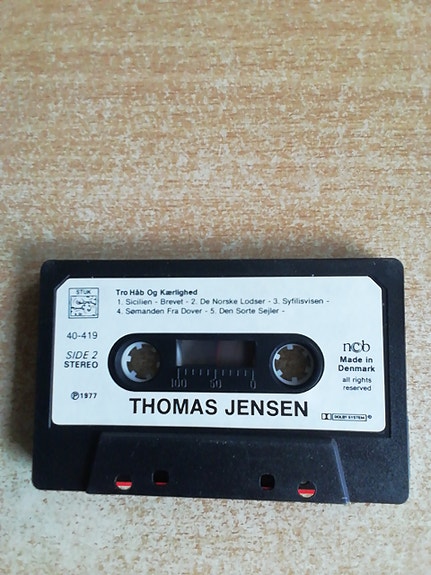 STUK
Tro Håb Og Kærlighed
1. Sicilien - Brevet - 2. De Norske Lodser - 3. Syfilisvisen -
4. Sømanden Fra Dover - 5. Den Sorte Sejler -
40-419
SIDE 2
STEREO
ncb
Made in
Denmark
all rights
reserved
100 50 0
Ⓟ1977
THOMAS JENSEN
DOLBY SYSTEM ®